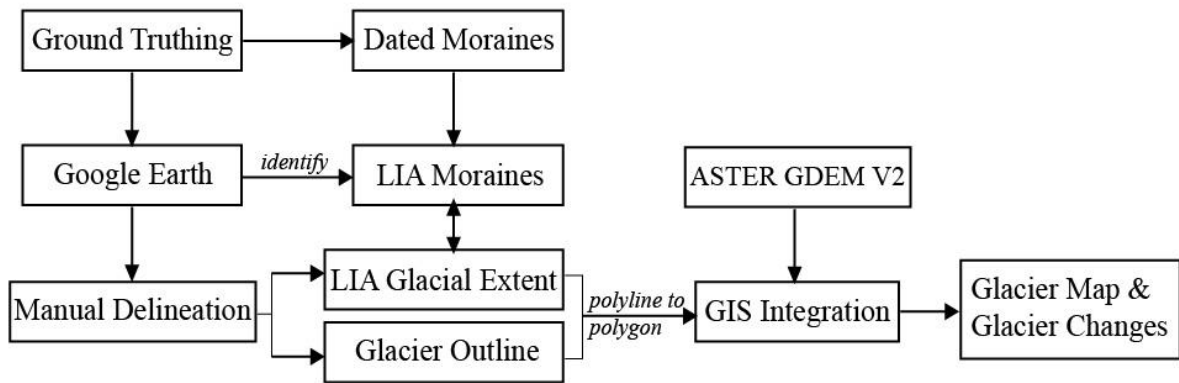 Ground Truthing
Dated Moraines
Google Earth
identify
LIA Moraines
ASTER GDEM V2
Manual Delineation
LIA Glacial Extent
Glacier Outline
polyline to
polygon
GIS Integration
Glacier Map &
Glacier Changes